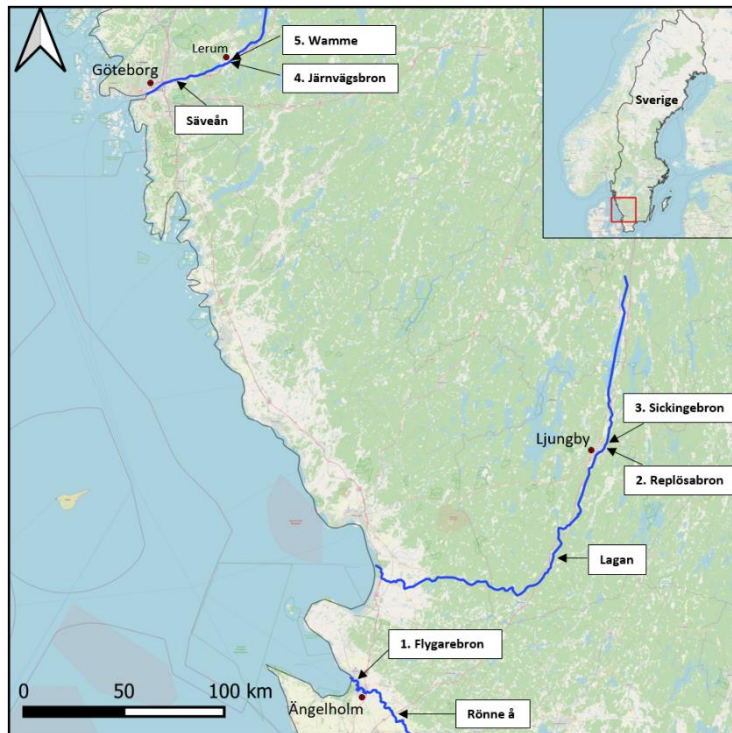 Lerum
5. Wamme
Göteborg
4. Järnvägsbron
Säveån
Sverige
3. Sickingebron
Ljungby
2. Replösabron
Lagan
1. Flygarebron
0 50 100 km
Ängelholm
Rönne å